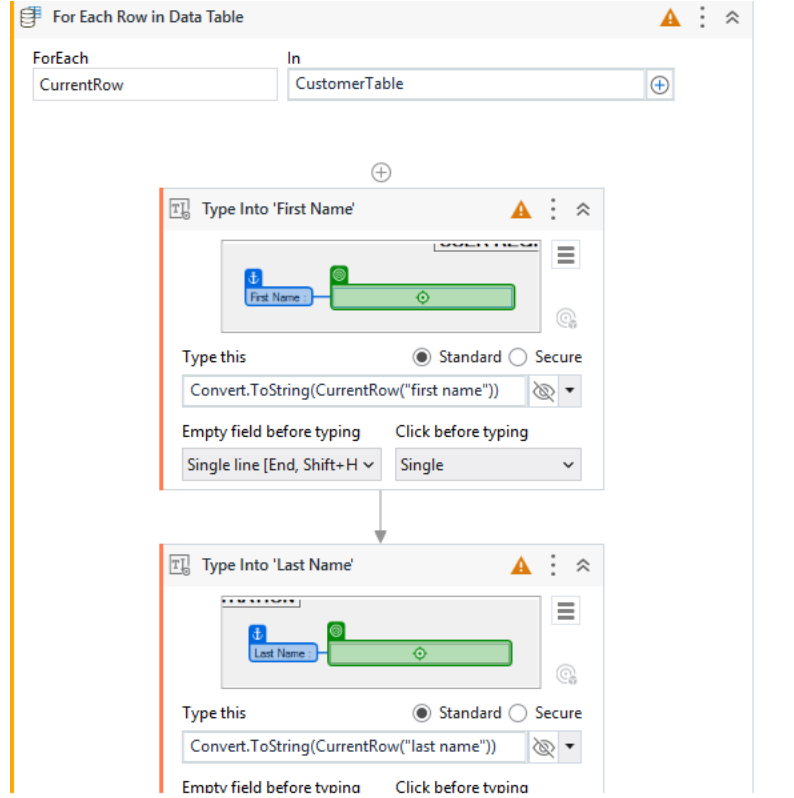 For Each Row in Data Table
ForEach In
CurrentRow CustomerTable
Type Into 'First Name'
First Name :
Type this Standard Secure
Convert.ToString(CurrentRow("first name"))
Empty field before typing Click before typing
Single line [End, Shift+H Single
Type Into 'Last Name'
Last Name :
Type this Standard Secure
Convert.ToString(CurrentRow("last name"))
Empty field before typing Click before typing